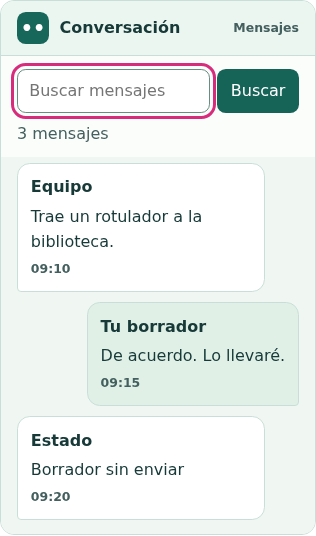 Conversación
Mensajes
Buscar mensajes
Buscar
3 mensajes
Equipo
Trae un rotulador a la
biblioteca.
09:10
Tu borrador
De acuerdo. Lo llevaré.
09:15
Estado
Borrador sin enviar
09:20